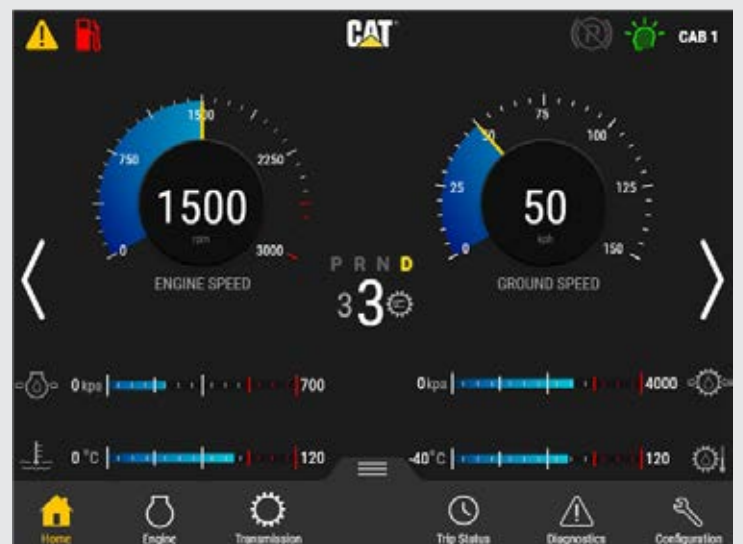 CAT
CAB 1
750
1500
2250
0
3000
1500
rpm
ENGINE SPEED
25
50
75
100
125
0
150
50
kph
GROUND SPEED
P R N D
3 3
0 kpa 700
0 kpa 4000
0 °C 120
-40°C 120
Home
Engine
Transmission
Trip Status
Diagnostics
Configuration